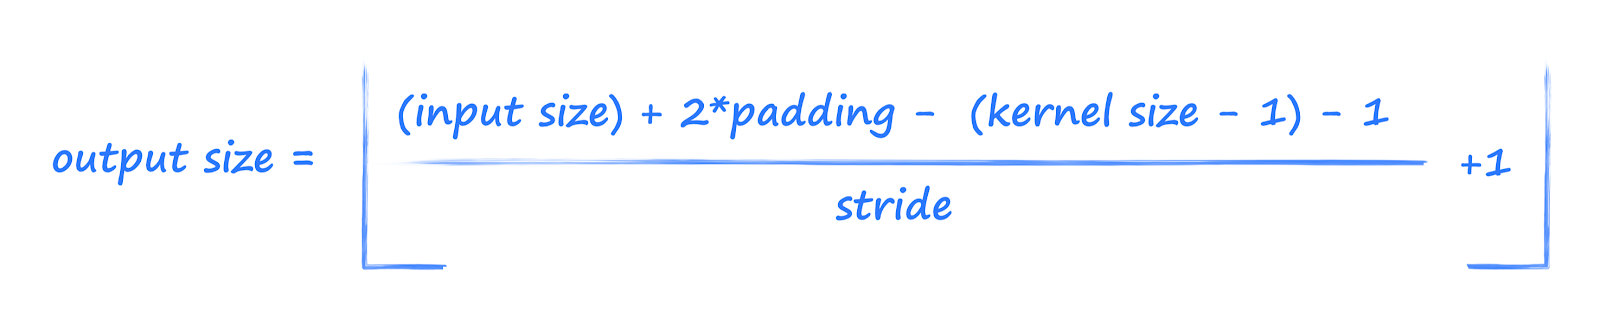 output size = ⌊ (input size) + 2*padding - (kernel size - 1) - 1
stride
+1 ⌋